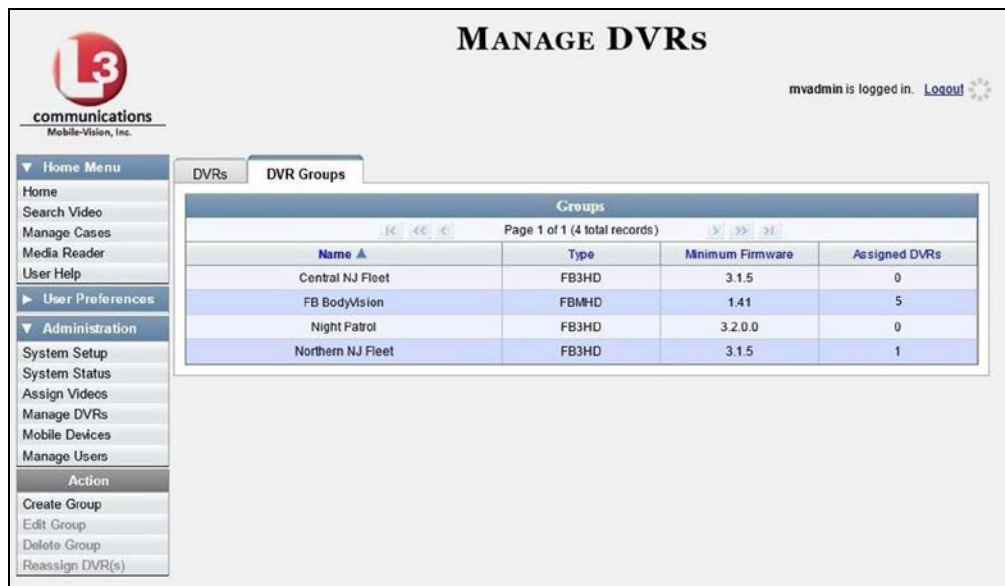 MANAGE DVRS
L3
communications
Mobile-Vision, Inc.
mvadmin is logged in. Logout
▼ Home Menu
Home
Search Video
Manage Cases
Media Reader
User Help
► User Preferences
▼ Administration
System Setup
System Status
Assign Videos
Manage DVRs
Mobile Devices
Manage Users
Action
Create Group
Edit Group
Delete Group
Reassign DVR(s)
DVRs DVR Groups
Groups
|< << < Page 1 of 1 (4 total records) > >> >|
Name ▲ Type Minimum Firmware Assigned DVRs
Central NJ Fleet FB3HD 3.1.5 0
FB BodyVision FBMHD 1.41 5
Night Patrol FB3HD 3.2.0.0 0
Northern NJ Fleet FB3HD 3.1.5 1